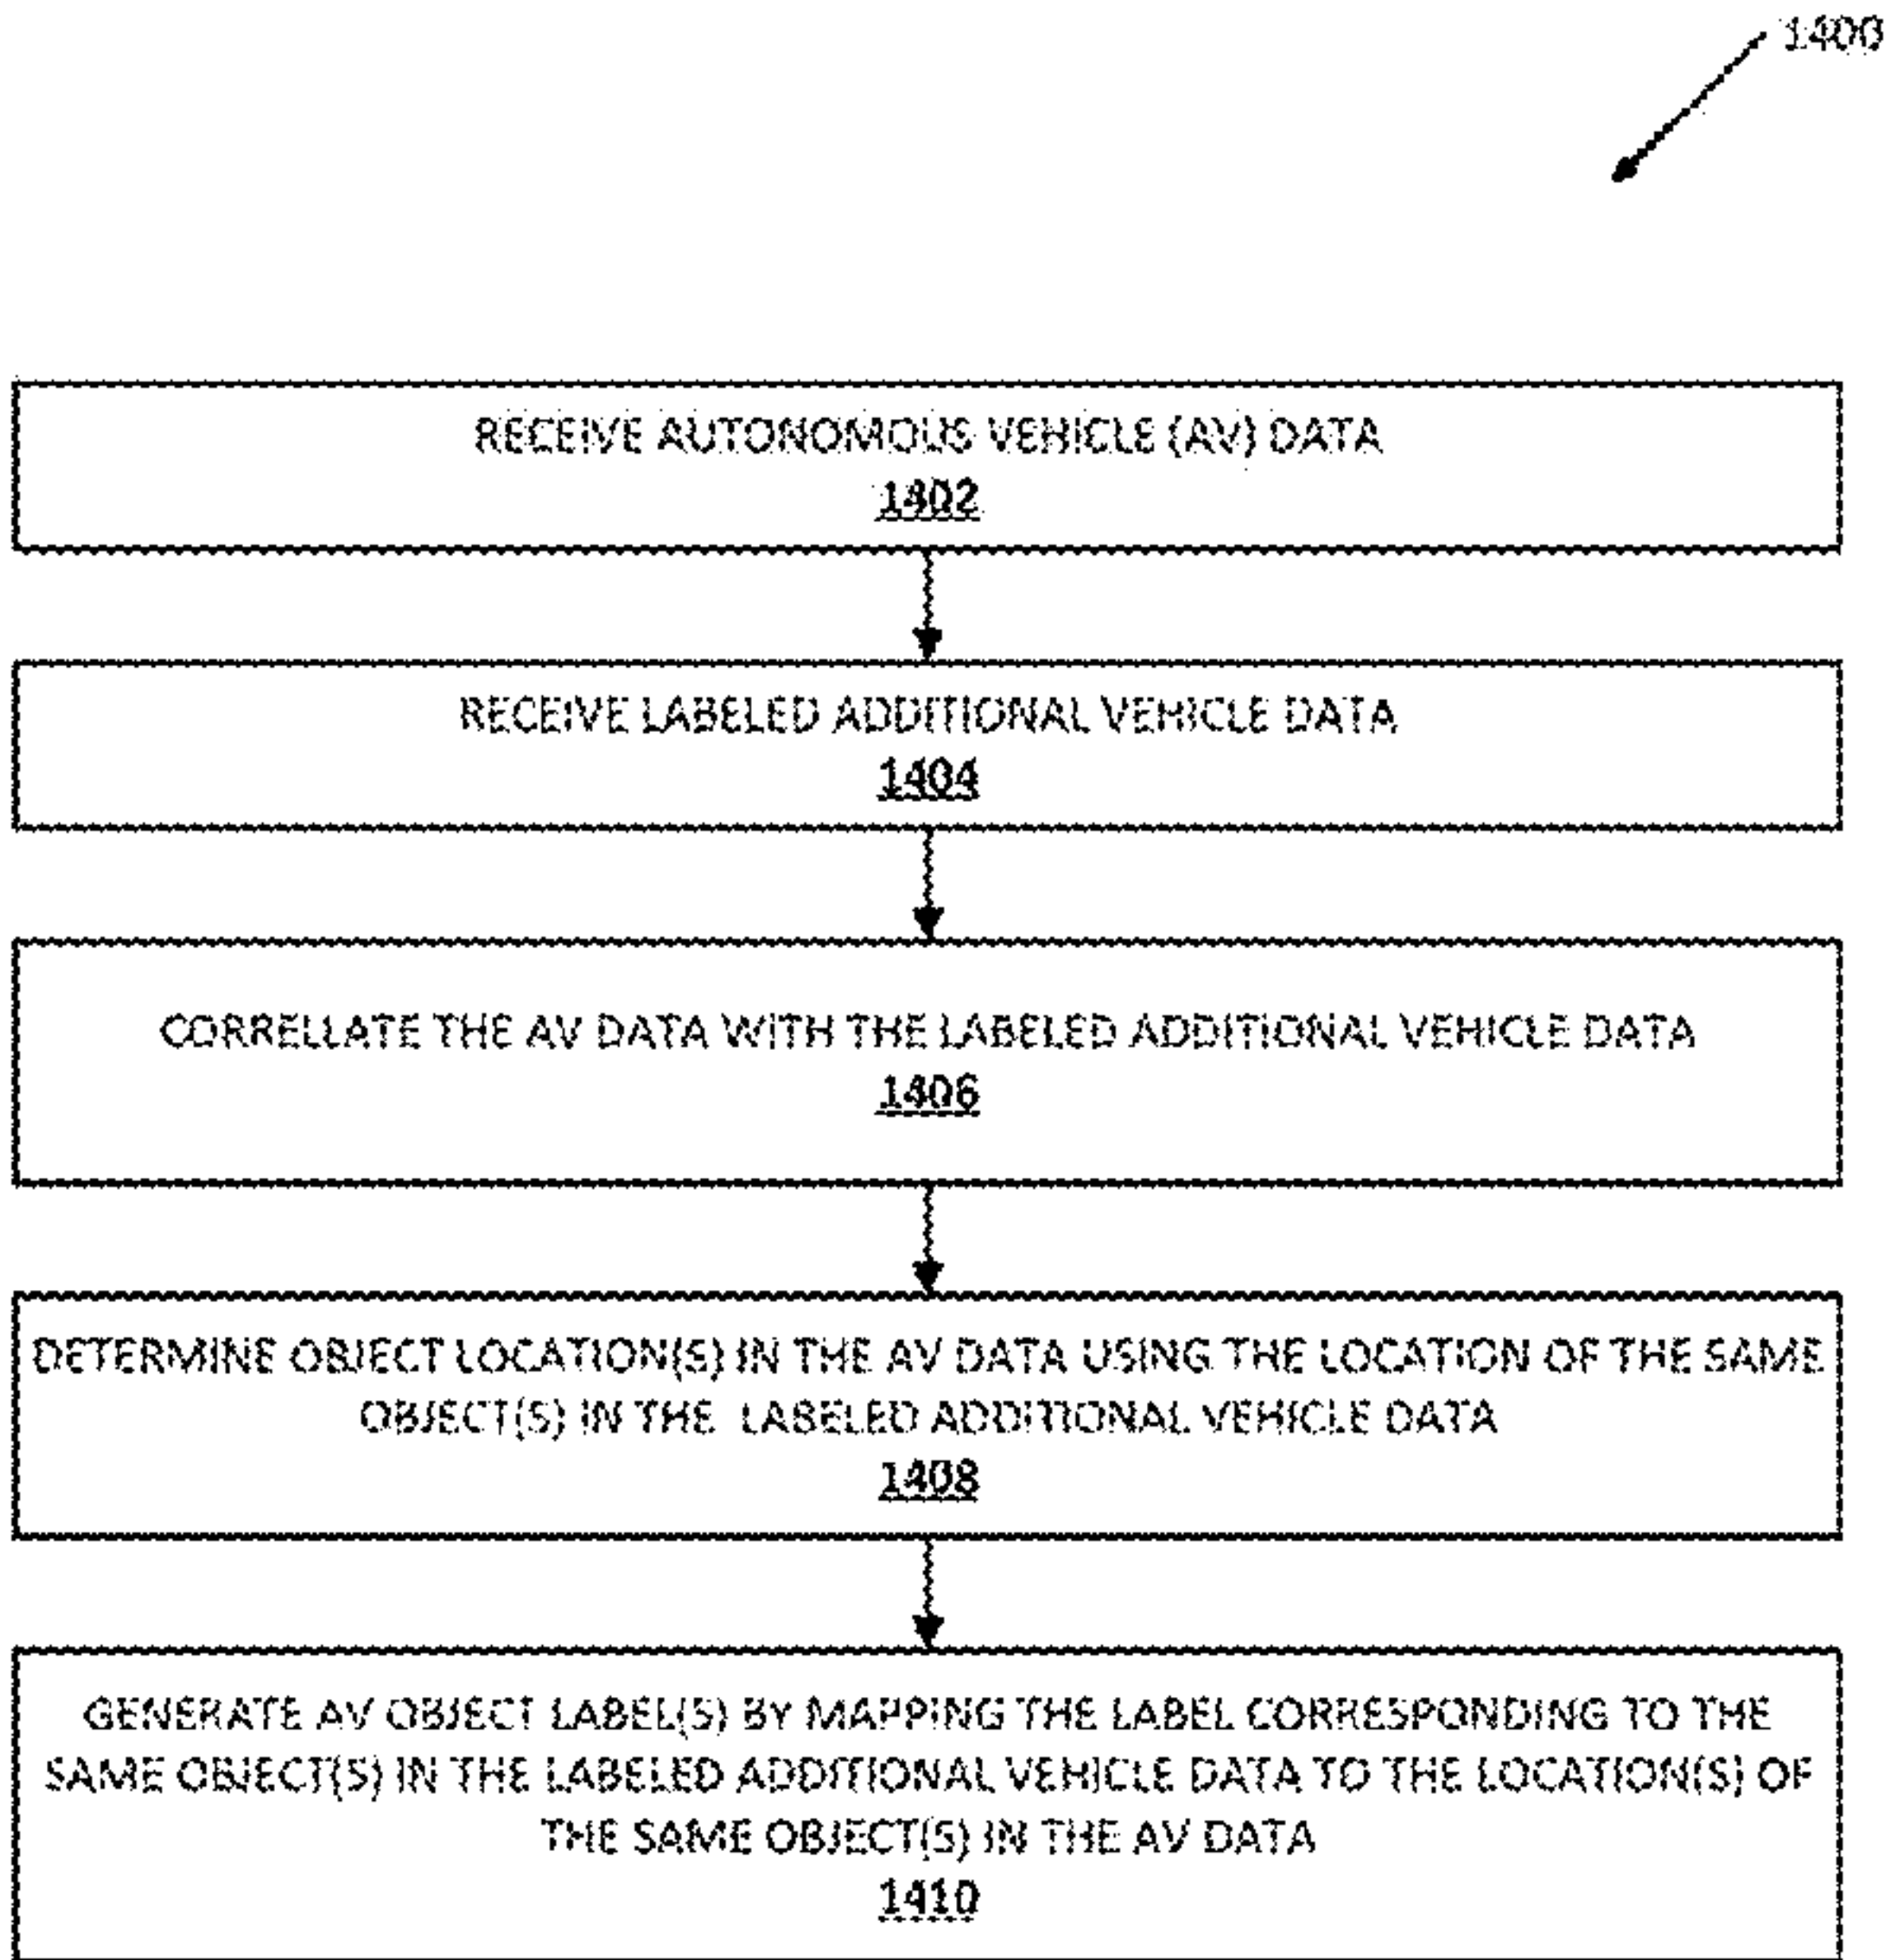 1400
RECEIVE AUTONOMOUS VEHICLE (AV) DATA
1402
RECEIVE LABELED ADDITIONAL VEHICLE DATA
1404
CORRELLATE THE AV DATA WITH THE LABELED ADDITIONAL VEHICLE DATA
1406
DETERMINE OBJECT LOCATION(S) IN THE AV DATA USING THE LOCATION OF THE SAME
OBJECT(S) IN THE LABELED ADDITIONAL VEHICLE DATA
1408
GENERATE AV OBJECT LABEL(S) BY MAPPING THE LABEL CORRESPONDING TO THE
SAME OBJECT(S) IN THE LABELED ADDITIONAL VEHICLE DATA TO THE LOCATION(S) OF
THE SAME OBJECT(S) IN THE AV DATA
1410